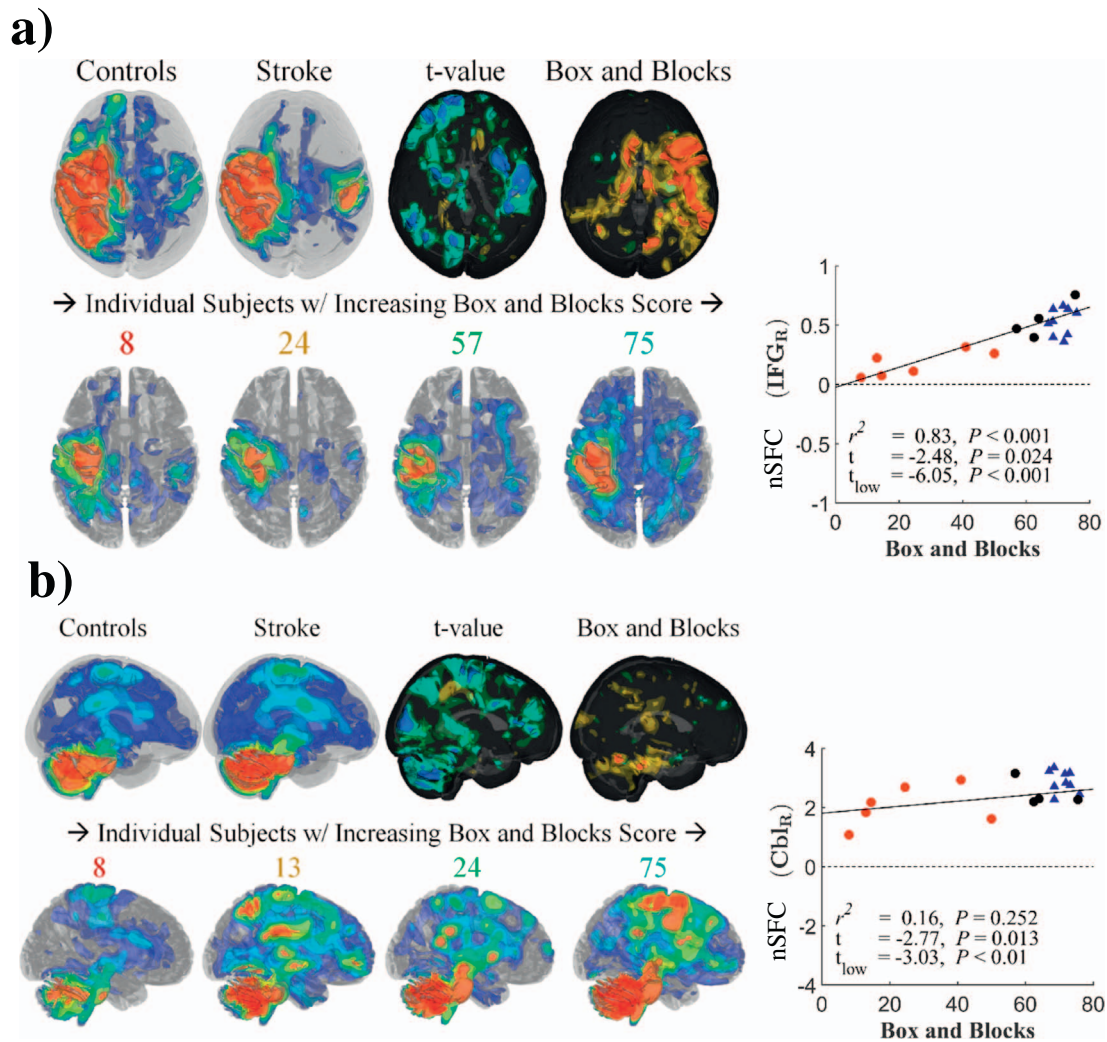 a)
Controls Stroke t-value Box and Blocks
→ Individual Subjects w/ Increasing Box and Blocks Score →
8 24 57 75
nSFC (IFG_R)
1
0.5
0
-0.5
-1
r² = 0.83, P < 0.001
t = -2.48, P = 0.024
t_low = -6.05, P < 0.001
0 20 40 60 80
Box and Blocks
b)
Controls Stroke t-value Box and Blocks
→ Individual Subjects w/ Increasing Box and Blocks Score →
8 13 24 75
nSFC (Cbl_R)
4
2
0
-2
-4
r² = 0.16, P = 0.252
t = -2.77, P = 0.013
t_low = -3.03, P < 0.01
0 20 40 60 80
Box and Blocks